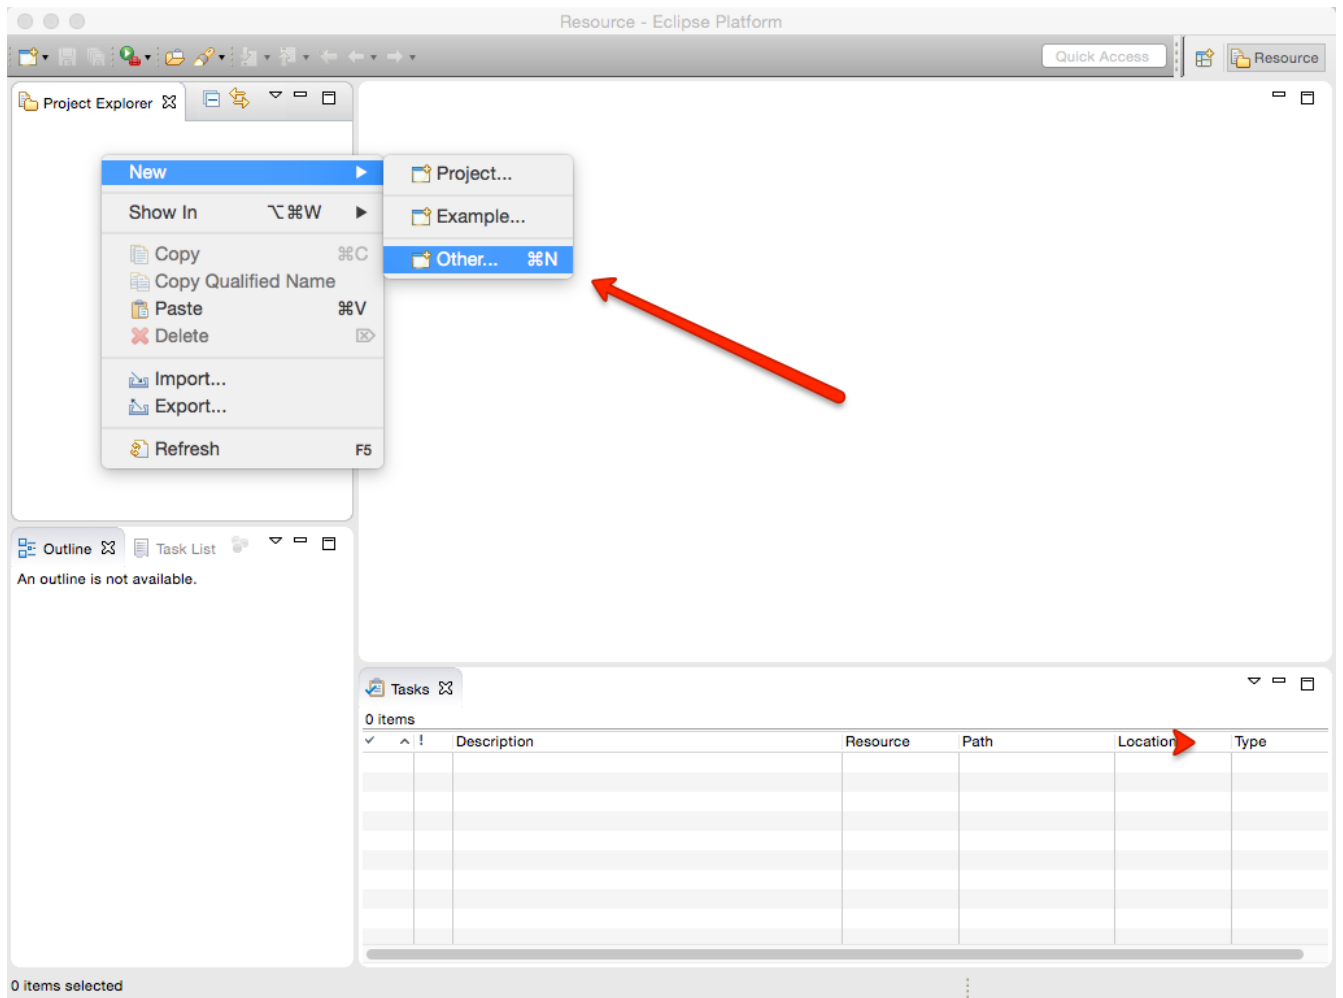 Resource - Eclipse Platform
Quick Access
Resource
Project Explorer
New
Show In ⌥⌘W
Copy ⌘C
Copy Qualified Name
Paste ⌘V
Delete ⌦
Import...
Export...
Refresh F5
Project...
Example...
Other... ⌘N
Outline
Task List
An outline is not available.
Tasks
0 items
! Description Resource Path Location Type
0 items selected